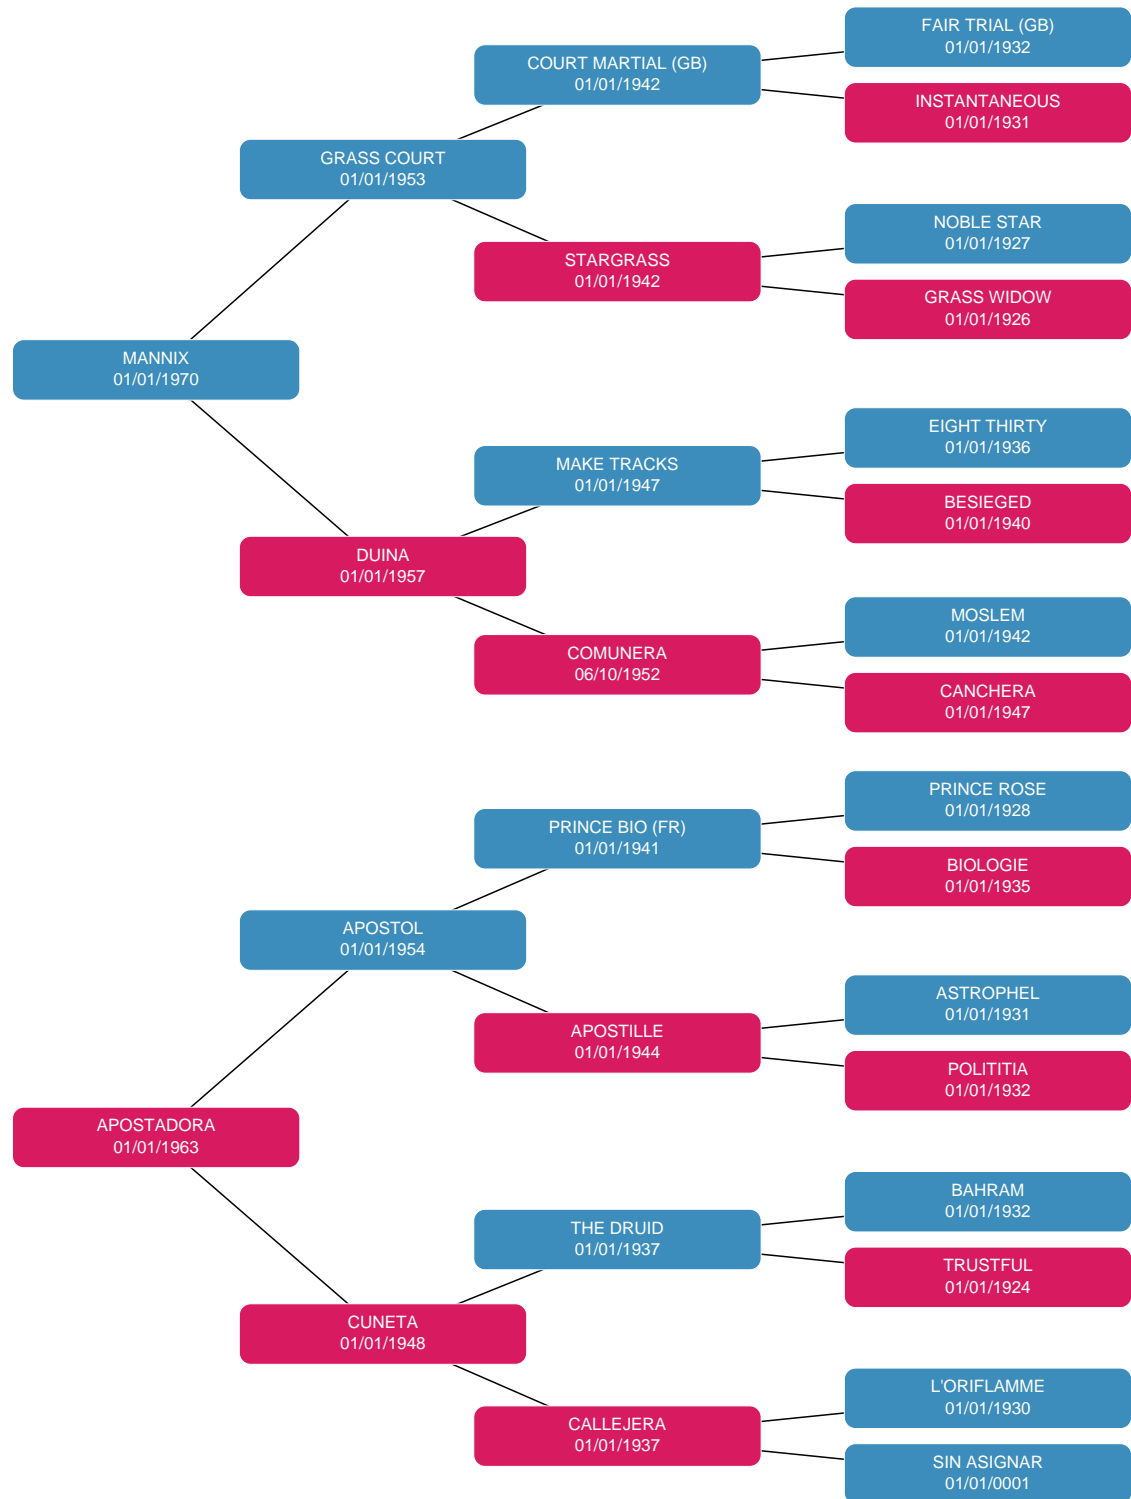 FAIR TRIAL (GB)
01/01/1932
COURT MARTIAL (GB)
01/01/1942
INSTANTANEOUS
01/01/1931
GRASS COURT
01/01/1953
NOBLE STAR
01/01/1927
STARGRASS
01/01/1942
GRASS WIDOW
01/01/1926
MANNIX
01/01/1970
EIGHT THIRTY
01/01/1936
MAKE TRACKS
01/01/1947
BESIEGED
01/01/1940
DUINA
01/01/1957
MOSLEM
01/01/1942
COMUNERA
06/10/1952
CANCHERA
01/01/1947
PRINCE ROSE
01/01/1928
PRINCE BIO (FR)
01/01/1941
BIOLOGIE
01/01/1935
APOSTOL
01/01/1954
ASTROPHEL
01/01/1931
APOSTILLE
01/01/1944
POLITITIA
01/01/1932
APOSTADORA
01/01/1963
BAHRAM
01/01/1932
THE DRUID
01/01/1937
TRUSTFUL
01/01/1924
CUNETA
01/01/1948
L'ORIFLAMME
01/01/1930
CALLEJERA
01/01/1937
SIN ASIGNAR
01/01/0001